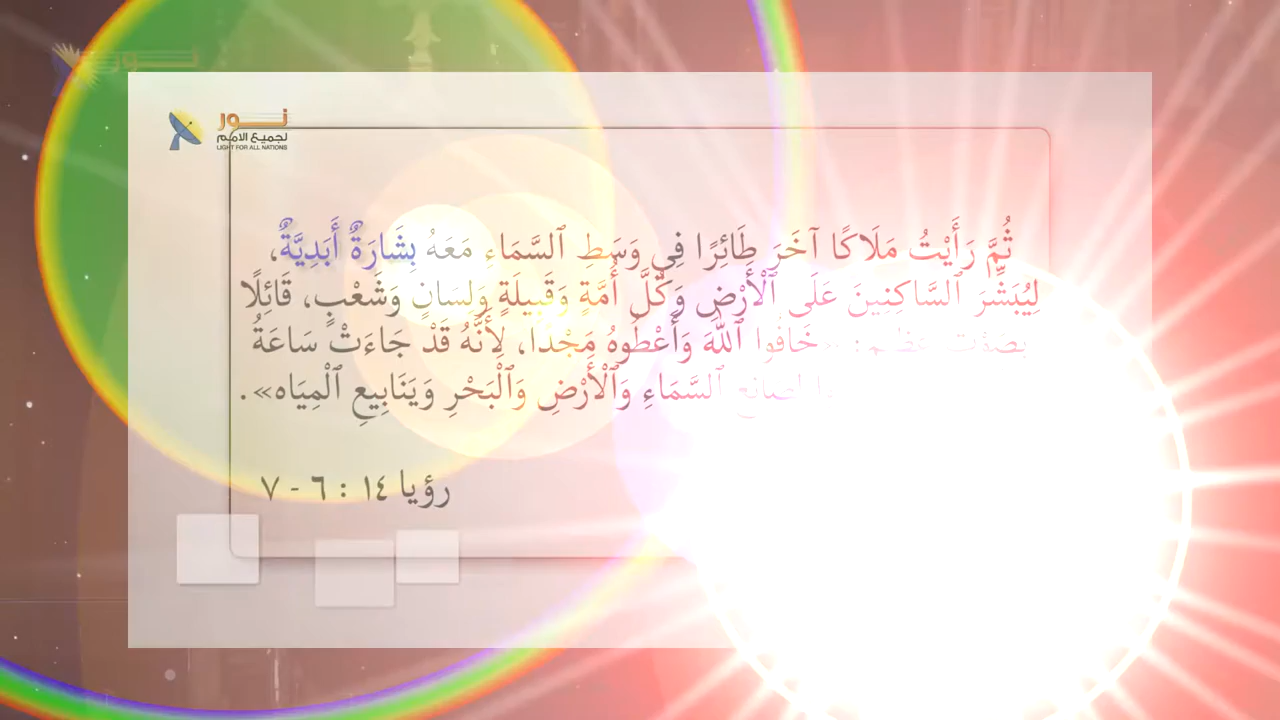 نور
لجميع الامم
LIGHT FOR ALL NATIONS
ثُمَّ رَأَيْتُ مَلَاكًا آخَرَ طَائِرًا فِي وَسَطِ ٱلسَّمَاءِ مَعَهُ بِشَارَةٌ أَبَدِيَّةٌ،
لِيُبَشِّرَ ٱلسَّاكِنِينَ عَلَى ٱلْأَرْضِ وَكُلَّ أُمَّةٍ وَقَبِيلَةٍ وَلِسَانٍ وَشَعْبٍ، قَائِلًا
بِصَوْتٍ عَظِيمٍ: «خَافُوا ٱللهَ وَأَعْطُوهُ مَجْدًا، لِأَنَّهُ قَدْ جَاءَتْ سَاعَةُ
لِصَانِعِ ٱلسَّمَاءِ وَٱلْأَرْضِ وَٱلْبَحْرِ وَيَنَابِيعِ ٱلْمِيَاهِ».
رؤيا ١٤ : ٦ - ٧